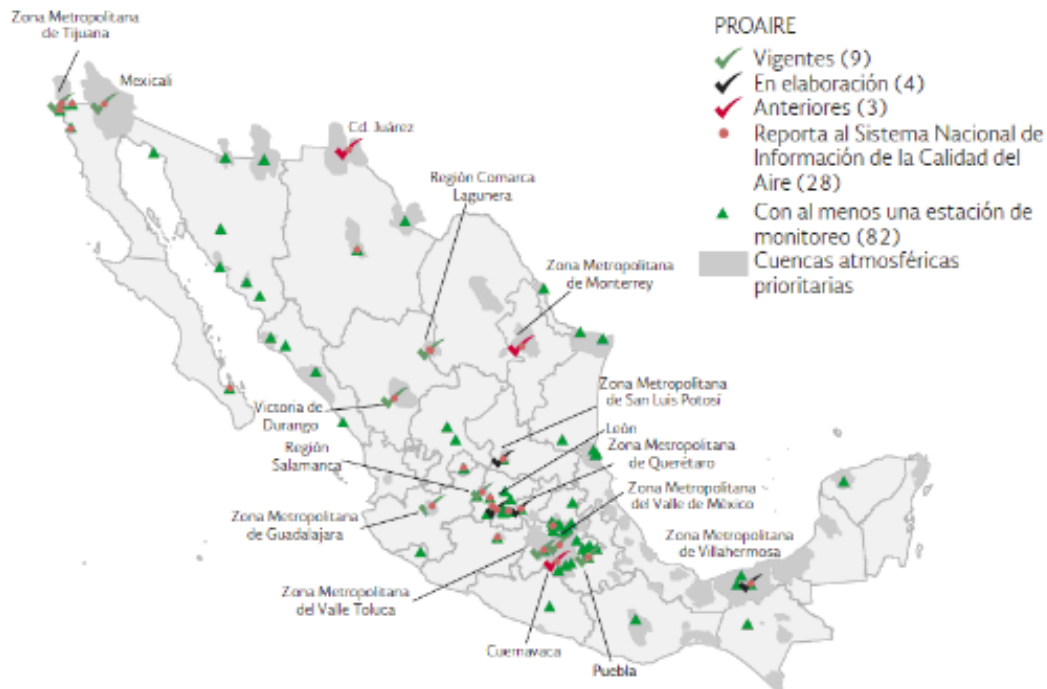 Zona Metropolitana
de Tijuana
Mexicali
Cd. Juárez
Región Comarca
Lagunera
Zona Metropolitana
de Monterrey
Victoria de
Durango
Región
Salamanca
Zona Metropolitana
de San Luis Potosí
León
Zona Metropolitana
de Querétaro
Zona Metropolitana
del Valle de México
Zona Metropolitana
de Guadalajara
Zona Metropolitana
de Villahermosa
Zona Metropolitana
del Valle Toluca
Cuernavaca
Puebla
PROAIRE
Vigentes (9)
En elaboración (4)
Anteriores (3)
Reporta al Sistema Nacional de
Información de la Calidad del
Aire (28)
Con al menos una estación de
monitoreo (82)
Cuencas atmosféricas
prioritarias